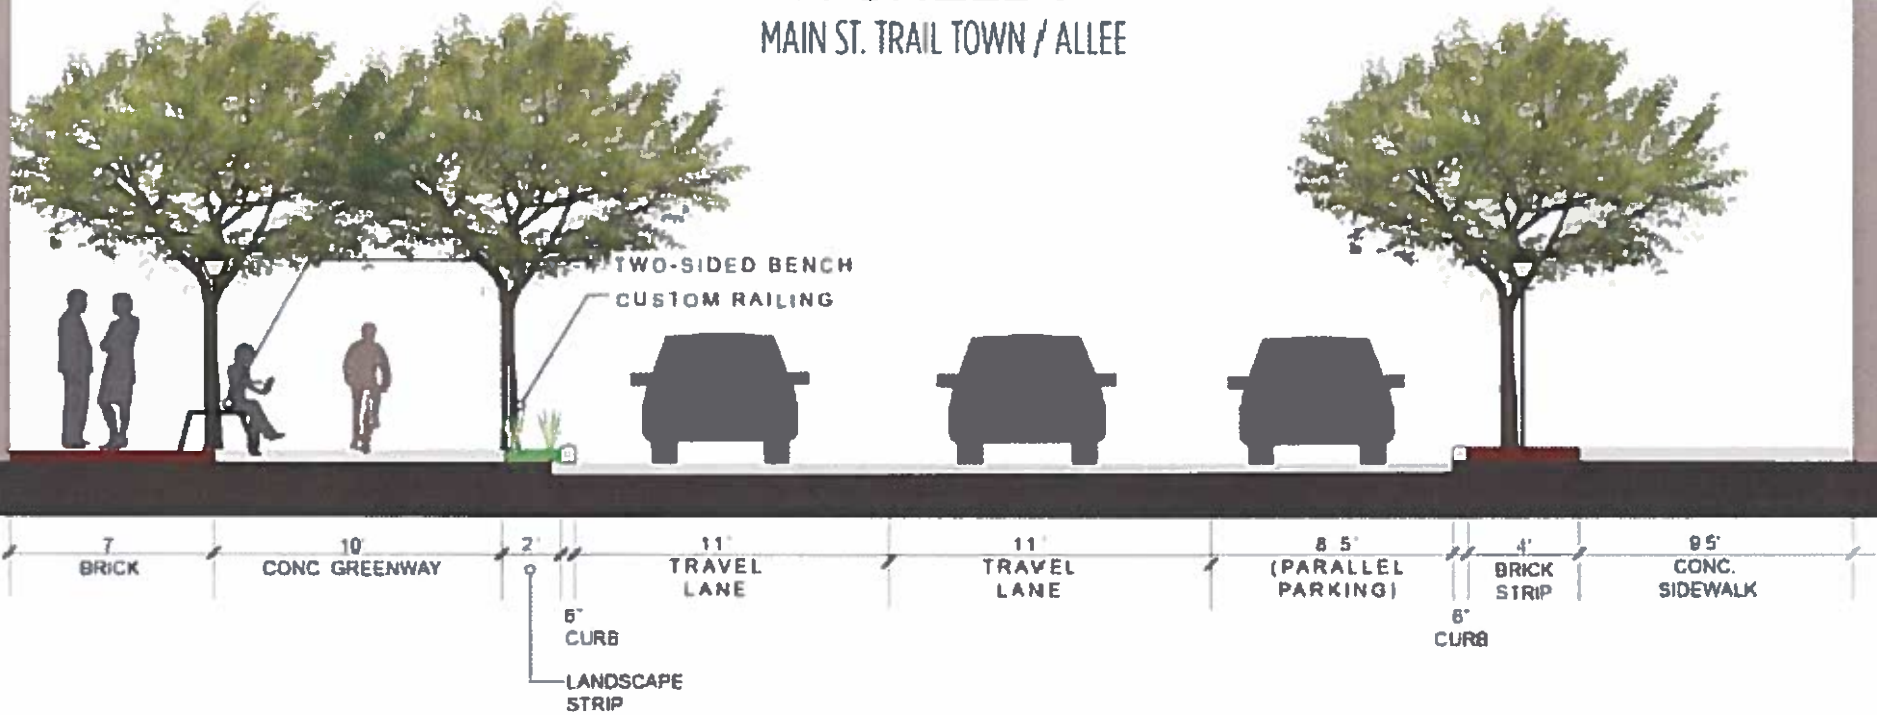 MAIN ST. TRAIL TOWN / ALLEE
TWO-SIDED BENCH
CUSTOM RAILING
7'
BRICK
10'
CONC GREENWAY
2'
11'
TRAVEL
LANE
11'
TRAVEL
LANE
8 5'
(PARALLEL
PARKING)
4'
BRICK
STRIP
9 5'
CONC.
SIDEWALK
6"
CURB
6"
CURB
LANDSCAPE
STRIP